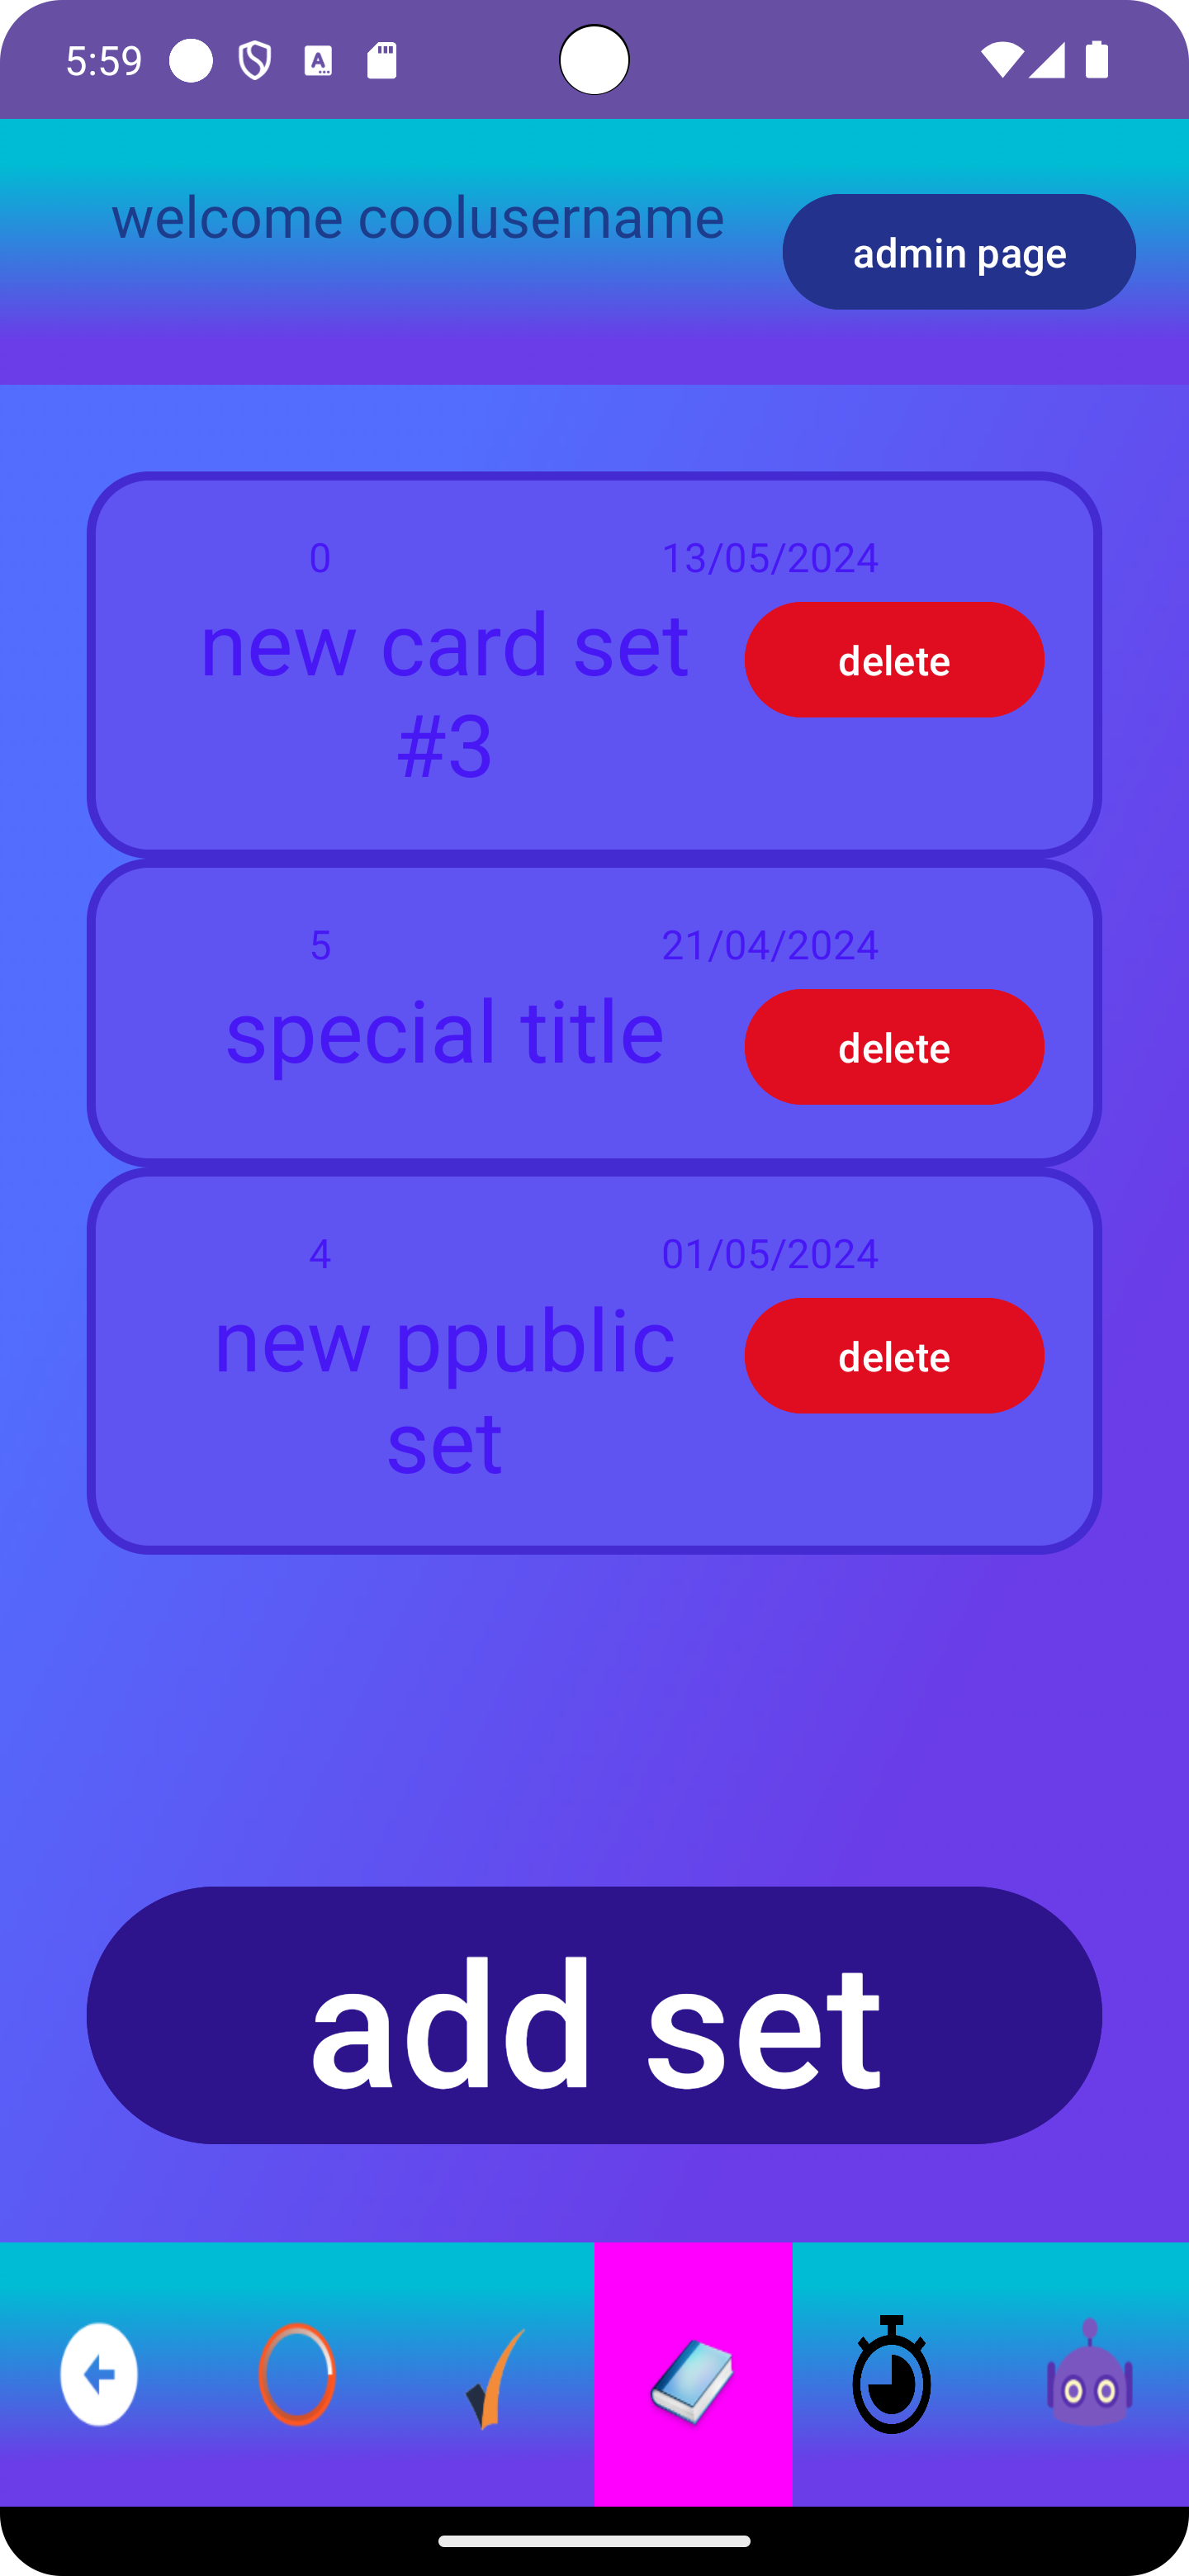 5:59
welcome coolusername
admin page
0 13/05/2024
new card set
#3
delete
5 21/04/2024
special title
delete
4 01/05/2024
new ppublic
set
delete
add set